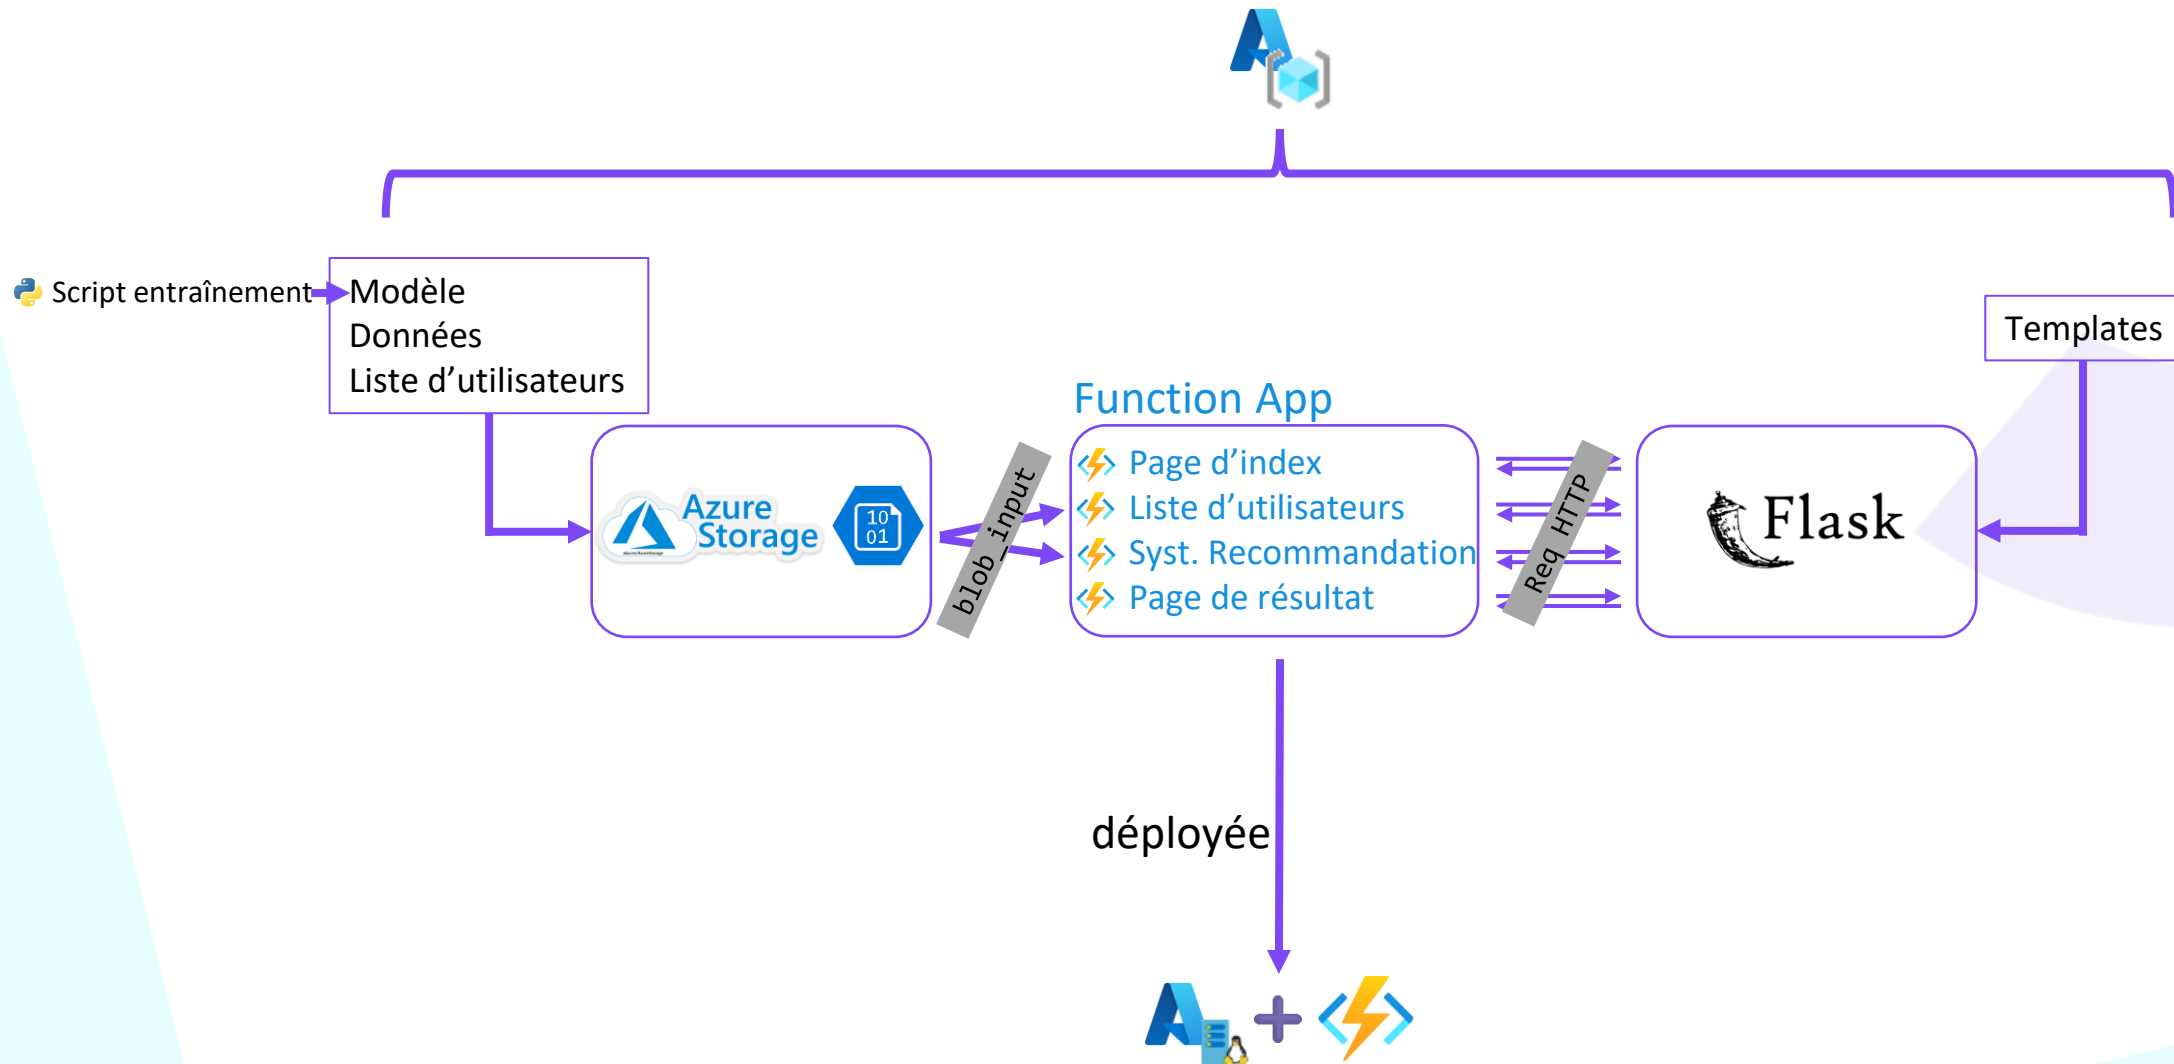 Script entraînement
Modèle
Données
Liste d’utilisateurs
Templates
Function App
Azure
Storage
10
01
blob_input
Page d’index
Liste d’utilisateurs
Syst. Recommandation
Page de résultat
Req HTTP
Flask
déployée